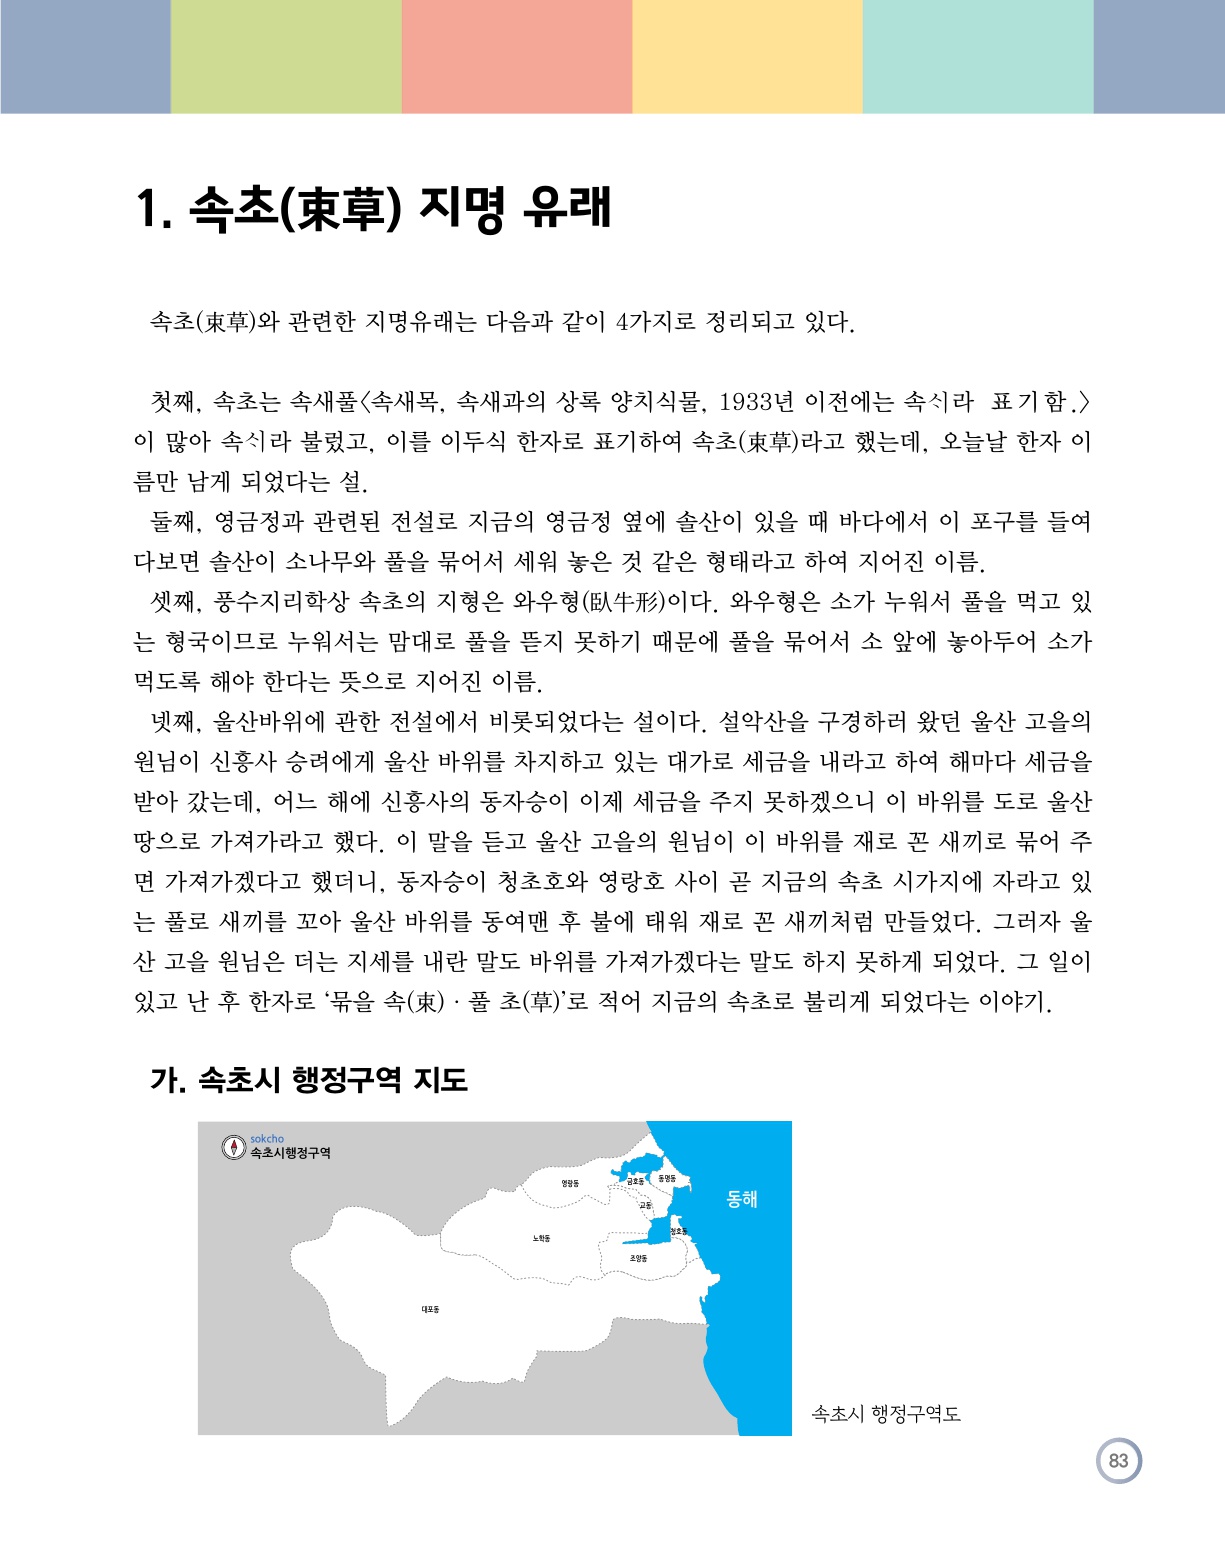 1. 속초(束草) 지명 유래
속초(束草)와 관련한 지명유래는 다음과 같이 4가지로 정리되고 있다.
첫째, 속초는 속새풀〈속새목, 속새과의 상록 양치식물, 1933년 이전에는 속ᄉᆡ라 표기함.〉
이 많아 속ᄉᆡ라 불렀고, 이를 이두식 한자로 표기하여 속초(束草)라고 했는데, 오늘날 한자 이
름만 남게 되었다는 설.
둘째, 영금정과 관련된 전설로 지금의 영금정 옆에 솔산이 있을 때 바다에서 이 포구를 들여
다보면 솔산이 소나무와 풀을 묶어서 세워 놓은 것 같은 형태라고 하여 지어진 이름.
셋째, 풍수지리학상 속초의 지형은 와우형(臥牛形)이다. 와우형은 소가 누워서 풀을 먹고 있
는 형국이므로 누워서는 맘대로 풀을 뜯지 못하기 때문에 풀을 묶어서 소 앞에 놓아두어 소가
먹도록 해야 한다는 뜻으로 지어진 이름.
넷째, 울산바위에 관한 전설에서 비롯되었다는 설이다. 설악산을 구경하러 왔던 울산 고을의
원님이 신흥사 승려에게 울산 바위를 차지하고 있는 대가로 세금을 내라고 하여 해마다 세금을
받아 갔는데, 어느 해에 신흥사의 동자승이 이제 세금을 주지 못하겠으니 이 바위를 도로 울산
땅으로 가져가라고 했다. 이 말을 듣고 울산 고을의 원님이 이 바위를 재로 꼰 새끼로 묶어 주
면 가져가겠다고 했더니, 동자승이 청초호와 영랑호 사이 곧 지금의 속초 시가지에 자라고 있
는 풀로 새끼를 꼬아 울산 바위를 동여맨 후 불에 태워 재로 꼰 새끼처럼 만들었다. 그러자 울
산 고을 원님은 더는 지세를 내란 말도 바위를 가져가겠다는 말도 하지 못하게 되었다. 그 일이
있고 난 후 한자로 ‘묶을 속(束) · 풀 초(草)’로 적어 지금의 속초로 불리게 되었다는 이야기.
가. 속초시 행정구역 지도
sokcho
속초시행정구역
영랑동
금호동
동명동
교동
동해
청호동
노학동
조양동
대포동
속초시 행정구역도
83